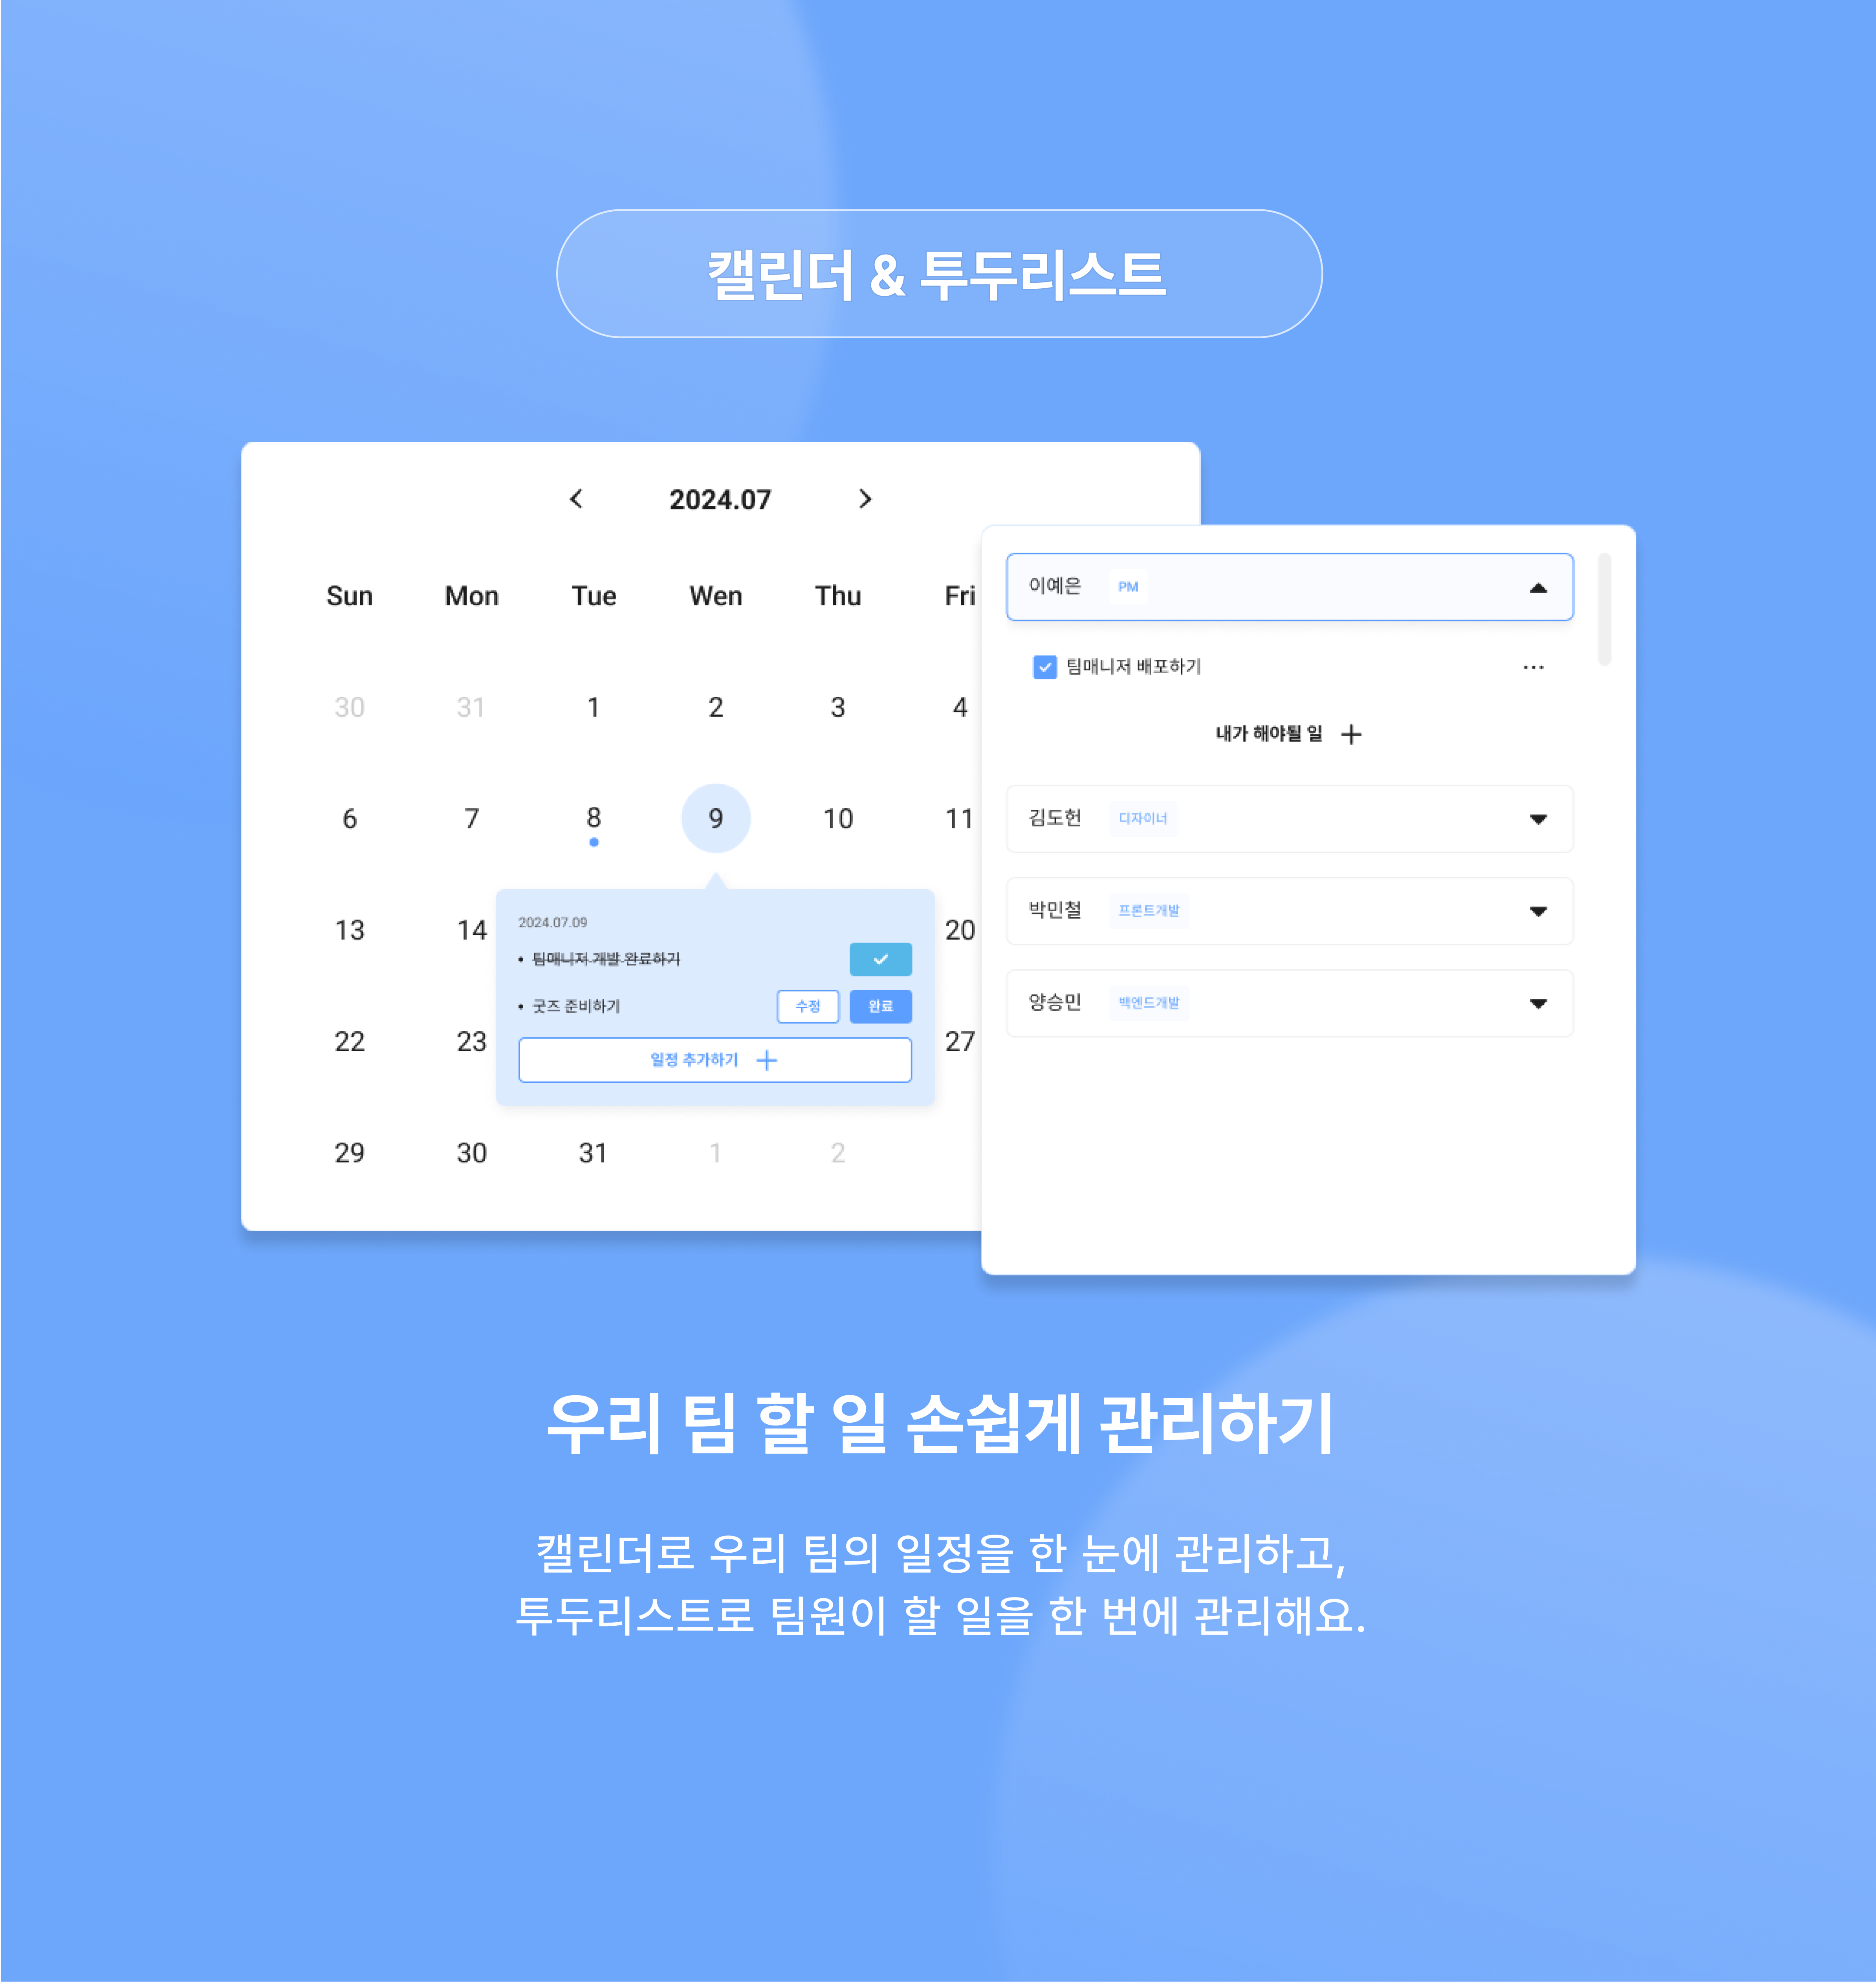 캘린더 & 투두리스트
2024.07
Sun Mon Tue Wen Thu Fri
30 31 1 2 3 4
6 7 8 9 10 11
13 14 20
22 23 27
29 30 31 1 2
2024.07.09
• 팀매니저 개발 완료하기
• 굿즈 준비하기 수정 완료
일정 추가하기
이예은 PM
팀매니저 배포하기 ...
내가 해야될 일
김도헌 디자이너
박민철 프론트개발
양승민 백엔드개발
우리 팀 할 일 손쉽게 관리하기
캘린더로 우리 팀의 일정을 한 눈에 관리하고,
투두리스트로 팀원이 할 일을 한 번에 관리해요.